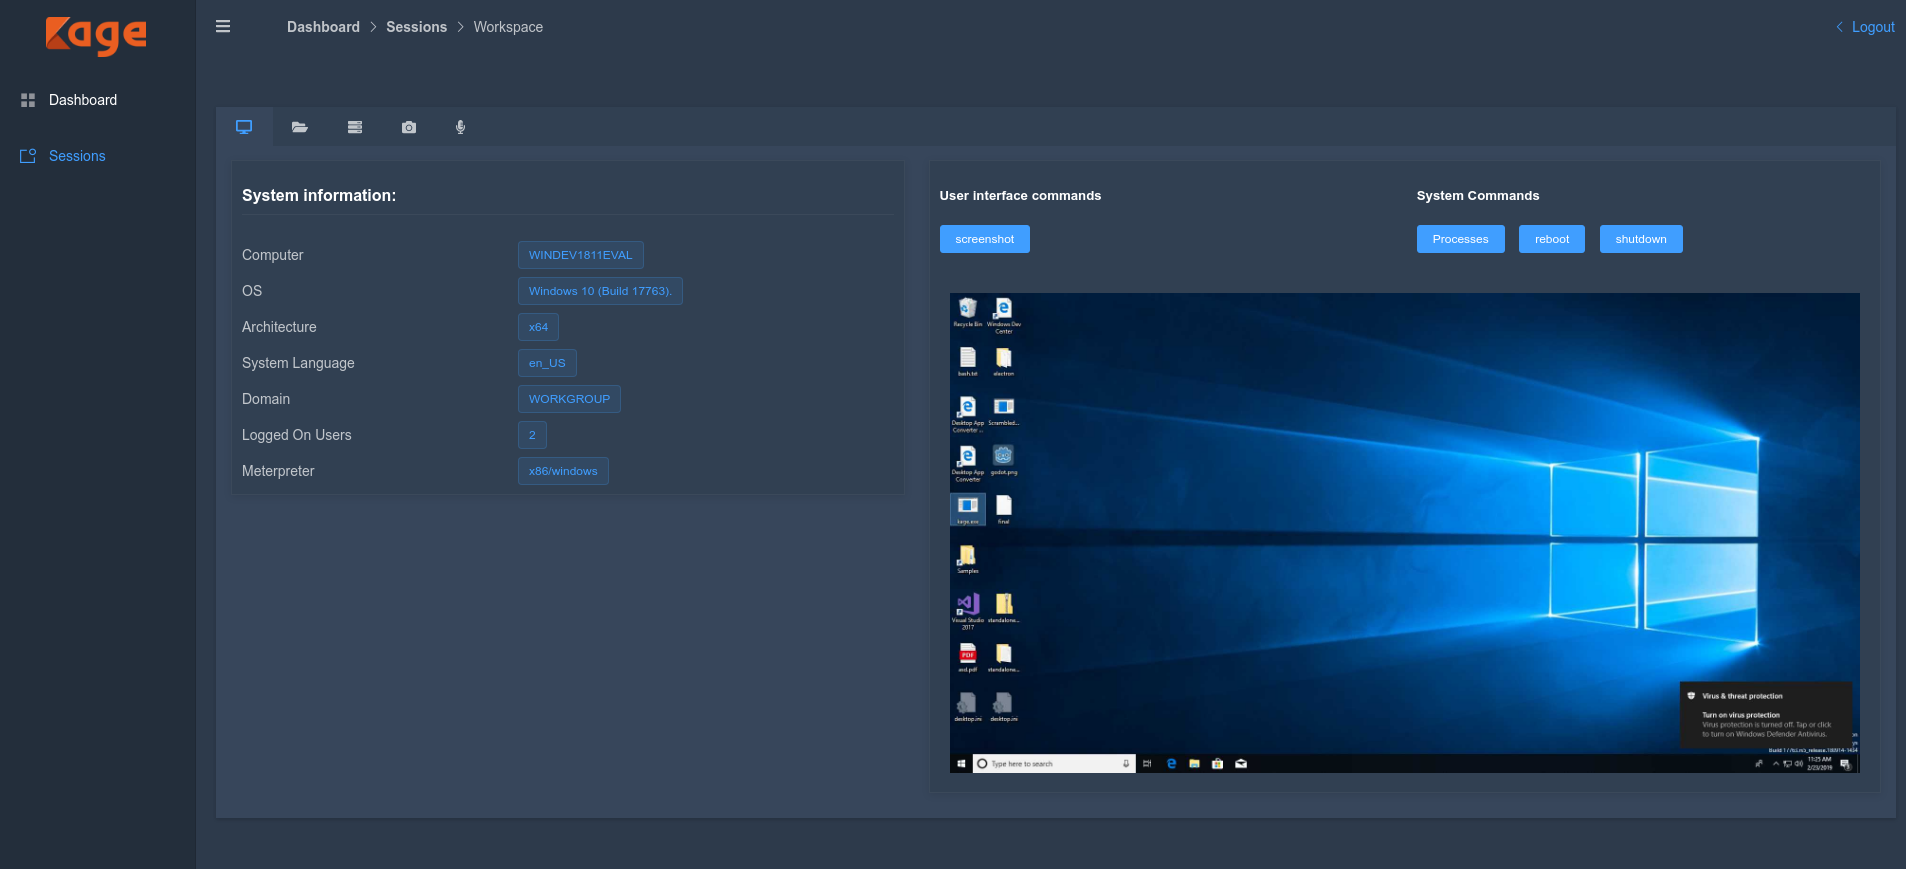 Kage
Dashboard > Sessions > Workspace
Logout
Dashboard
Sessions
System information:
Computer WINDEV1811EVAL
OS Windows 10 (Build 17763).
Architecture x64
System Language en_US
Domain WORKGROUP
Logged On Users 2
Meterpreter x86/windows
User interface commands
screenshot
System Commands
Processes reboot shutdown
Recycle Bin
Windows Dev
Center
bash.txt
electron
Desktop App
Converter ...
Scrambled...
Desktop App
Converter
godot.png
final
Samples
Visual Studio
2017
standalone...
asd.pdf
standalone...
desktop.ini
desktop.ini
Virus & threat protection
Turn on virus protection
Virus protection is turned off. Tap or click
to turn on Windows Defender Antivirus.
Type here to search
11:25 AM
2/23/2019